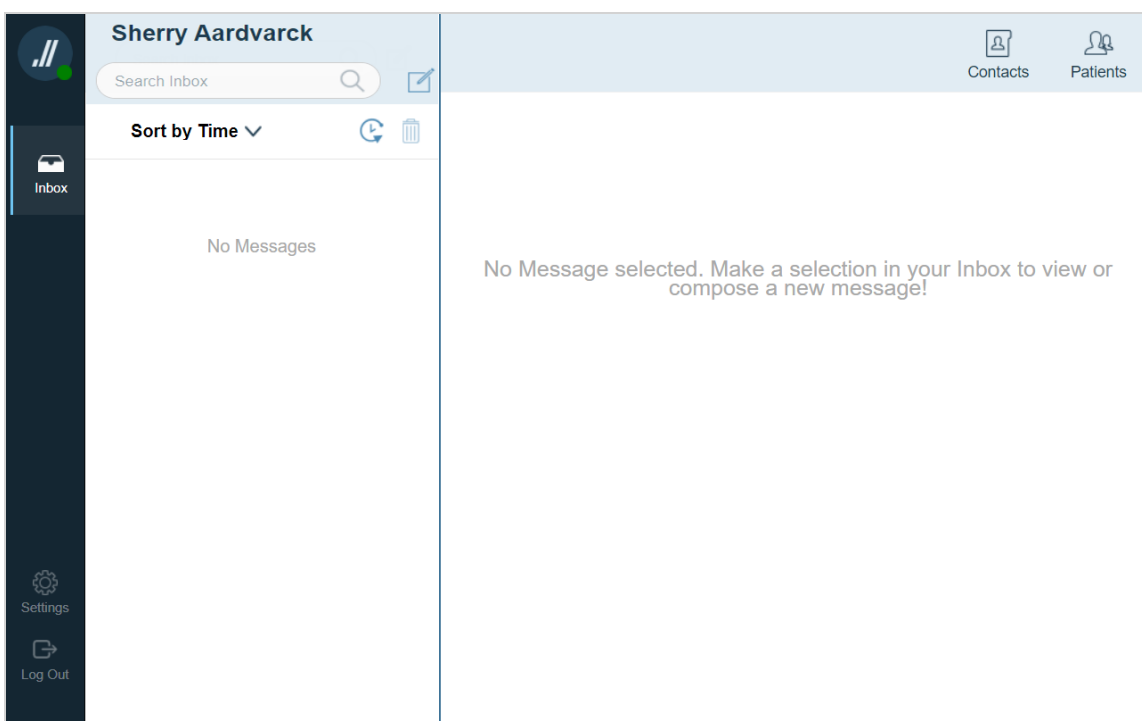 Sherry Aardvarck
Search Inbox
Contacts
Patients
Sort by Time
Inbox
No Messages
No Message selected. Make a selection in your Inbox to view or
compose a new message!
Settings
Log Out